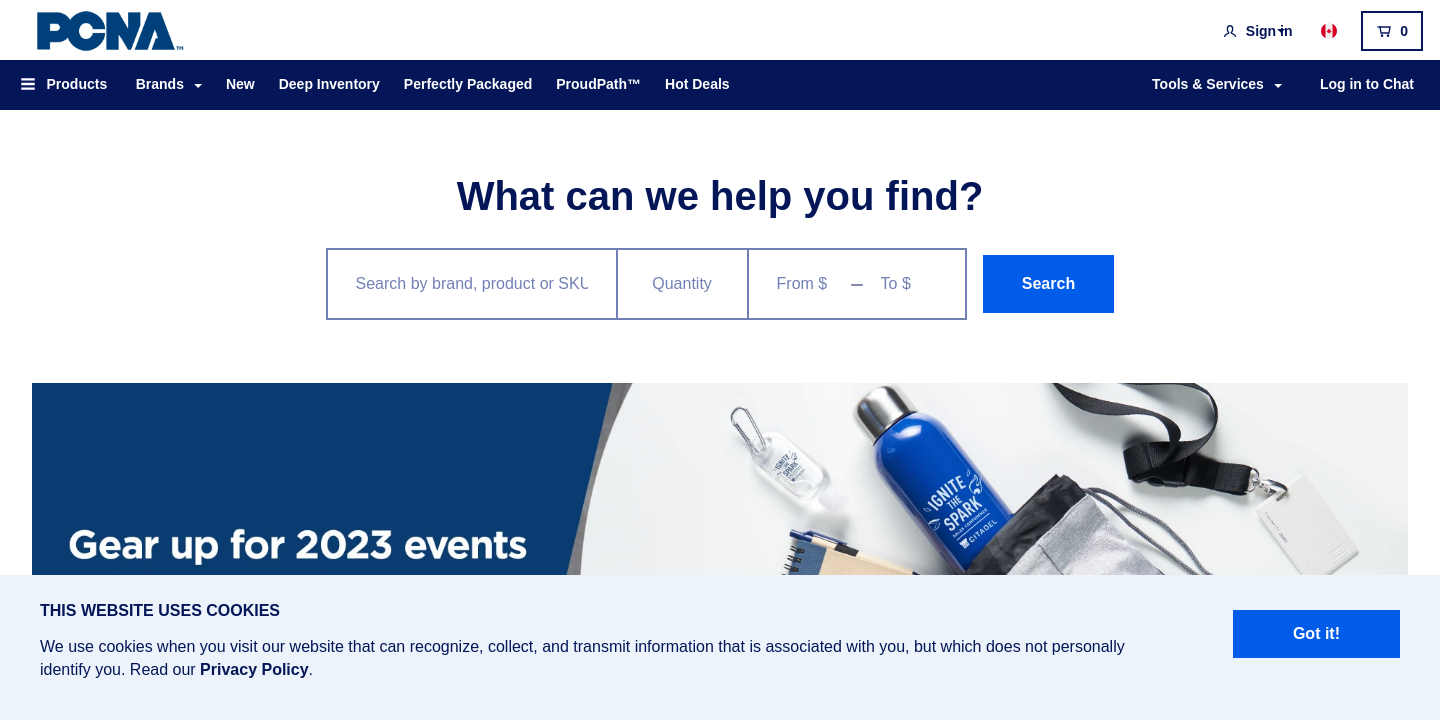 PCNA™
Sign in
0
Products Brands New Deep Inventory Perfectly Packaged ProudPath™ Hot Deals Tools & Services Log in to Chat
What can we help you find?
Search by brand, product or SKU Quantity From $ – To $ Search
IGNITE
THE
SPARK
IGNITE
THE
SPARK
CITADEL
Gear up for 2023 events
THIS WEBSITE USES COOKIES
We use cookies when you visit our website that can recognize, collect, and transmit information that is associated with you, but which does not personally
identify you. Read our Privacy Policy.
Got it!